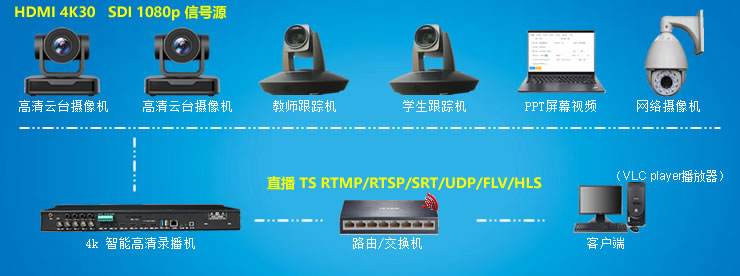 HDMI 4K30 SDI 1080p 信号源
高清云台摄像机 高清云台摄像机 教师跟踪机 学生跟踪机 PPT屏幕视频 网络摄像机
直播 TS RTMP/RTSP/SRT/UDP/FLV/HLS
（VLC player播放器）
4k 智能高清录播机 路由/交换机 客户端